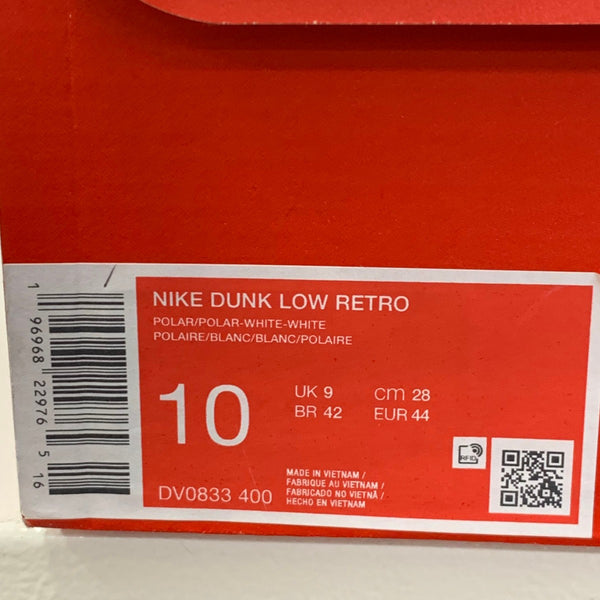 NIKE DUNK LOW RETRO
POLAR/POLAR-WHITE-WHITE
POLAIRE/BLANC/BLANC/POLAIRE
10
UK 9 cm 28
BR 42 EUR 44
RFID
DV0833 400
MADE IN VIETNAM /
FABRIQUE AU VIETNAM /
FABRICADO NO VIETNÃ /
HECHO EN VIETNAM
1 96968 22976 5 16